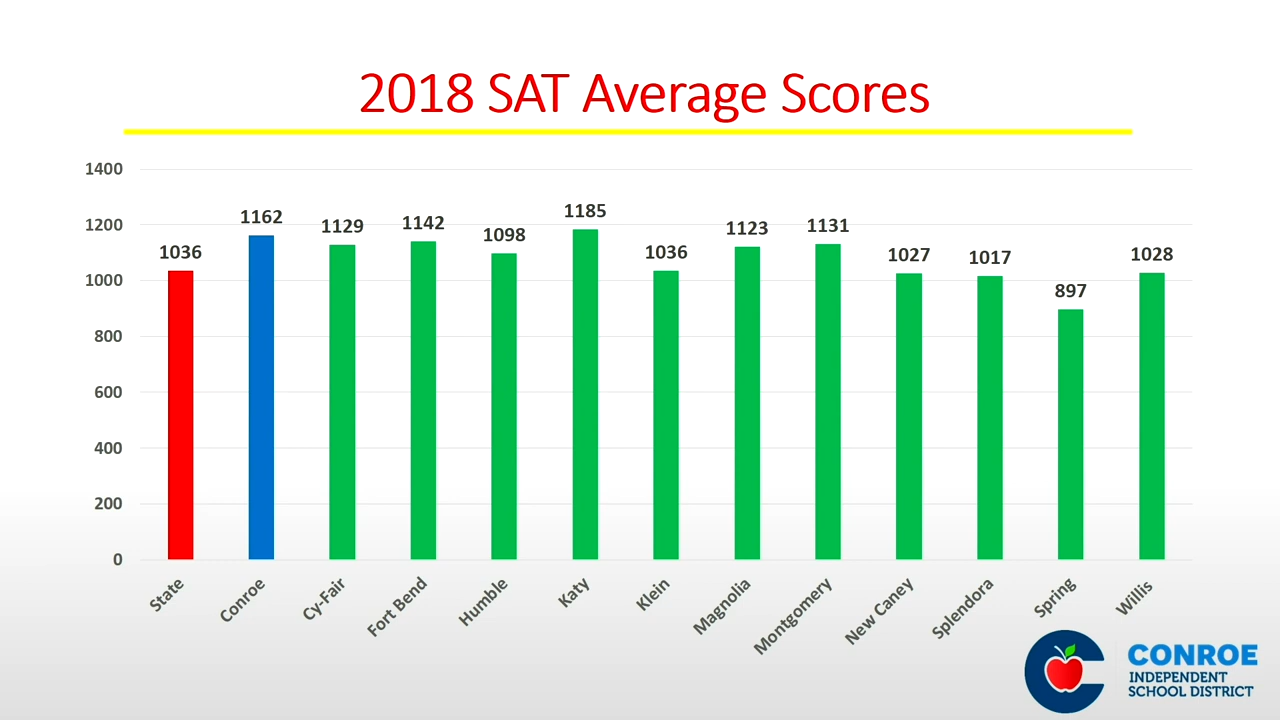 2018 SAT Average Scores
1400
1200
1000
800
600
400
200
0
1036
1162
1129
1142
1098
1185
1036
1123
1131
1027
1017
897
1028
State
Conroe
Cy-Fair
Fort Bend
Humble
Katy
Klein
Magnolia
Montgomery
New Caney
Splendora
Spring
Willis
CONROE
INDEPENDENT
SCHOOL DISTRICT